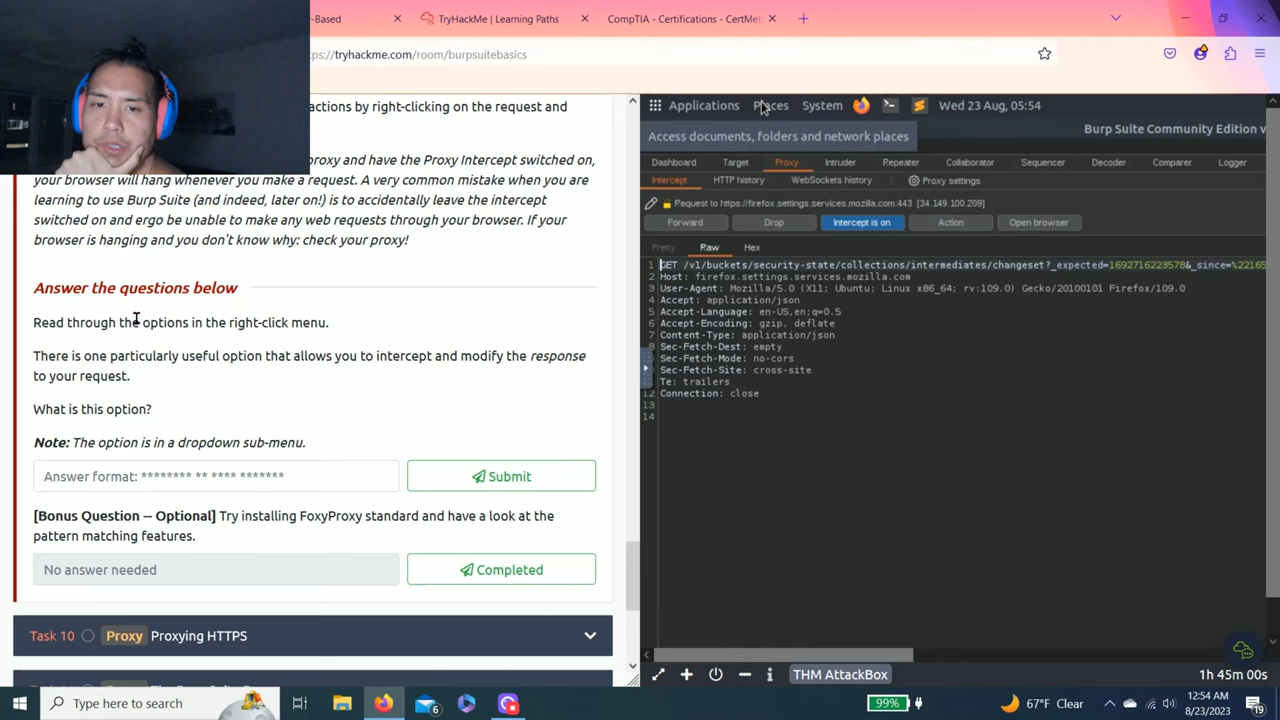 -Based
TryHackMe | Learning Paths
CompTIA - Certifications - CertMet
ps://tryhackme.com/room/burpsuitebasics
actions by right-clicking on the request and
proxy and have the Proxy Intercept switched on,
your browser will hang whenever you make a request. A very common mistake when you are
learning to use Burp Suite (and indeed, later on!) is to accidentally leave the intercept
switched on and ergo be unable to make any web requests through your browser. If your
browser is hanging and you don't know why: check your proxy!
Answer the questions below
Read through the options in the right-click menu.
There is one particularly useful option that allows you to intercept and modify the response
to your request.
What is this option?
Note: The option is in a dropdown sub-menu.
Answer format: ******** ** **** *******
Submit
[Bonus Question -- Optional] Try installing FoxyProxy standard and have a look at the
pattern matching features.
No answer needed
Completed
Task 10 Proxy Proxying HTTPS
Applications Places System Wed 23 Aug, 05:54
Access documents, folders and network places
Burp Suite Community Edition v
Dashboard Target Proxy Intruder Repeater Collaborator Sequencer Decoder Comparer Logger
Intercept HTTP history WebSockets history Proxy settings
Request to https://firefox.settings.services.mozilla.com:443 [34.149.100.209]
Forward Drop Intercept is on Action Open browser
Pretty Raw Hex
1 GET /v1/buckets/security-state/collections/intermediates/changeset?_expected=1692716223578&_since=%22165
2 Host: firefox.settings.services.mozilla.com
3 User-Agent: Mozilla/5.0 (X11; Ubuntu; Linux x86_64; rv:109.0) Gecko/20100101 Firefox/109.0
4 Accept: application/json
5 Accept-Language: en-US,en;q=0.5
6 Accept-Encoding: gzip, deflate
7 Content-Type: application/json
8 Sec-Fetch-Dest: empty
9 Sec-Fetch-Mode: no-cors
10 Sec-Fetch-Site: cross-site
11 Te: trailers
12 Connection: close
13
14
THM AttackBox
1h 45m 00s
Type here to search
6
99%
67°F Clear
12:54 AM
8/23/2023
19